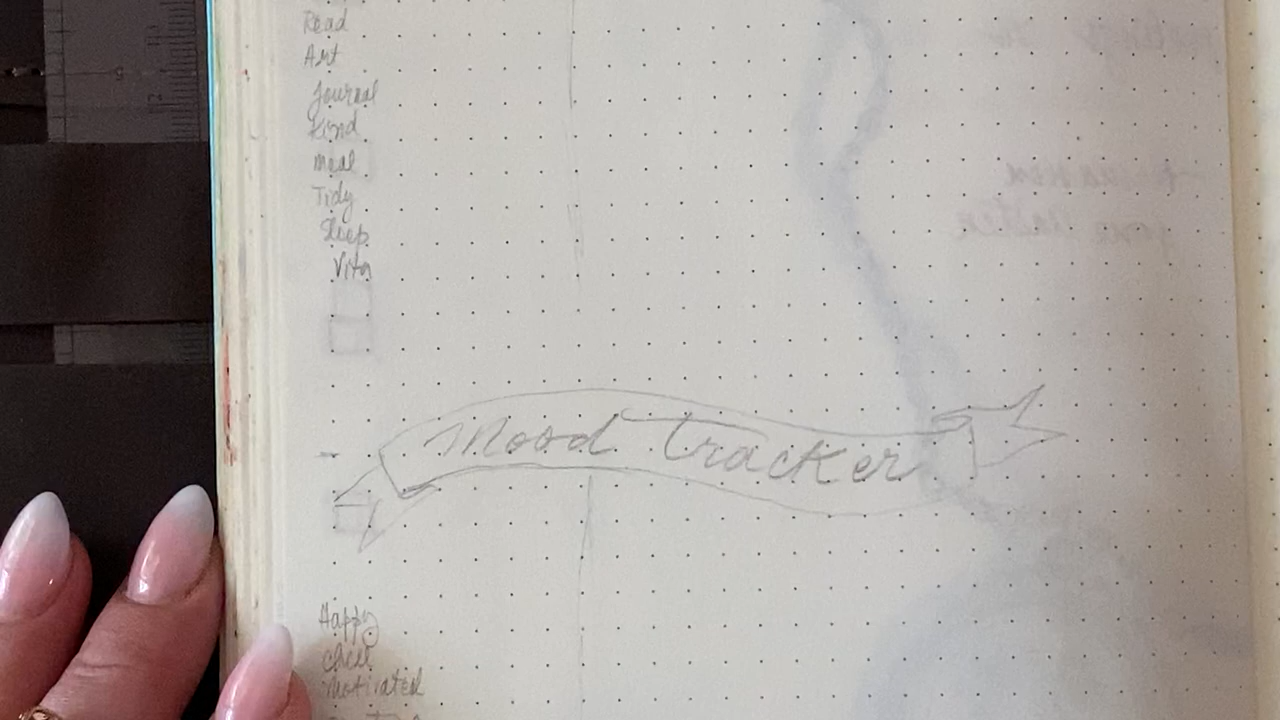 Read
Art
Journal
Kind
Meal
Tidy
Sleep
Vita
Mood Tracker
Happy
motivated